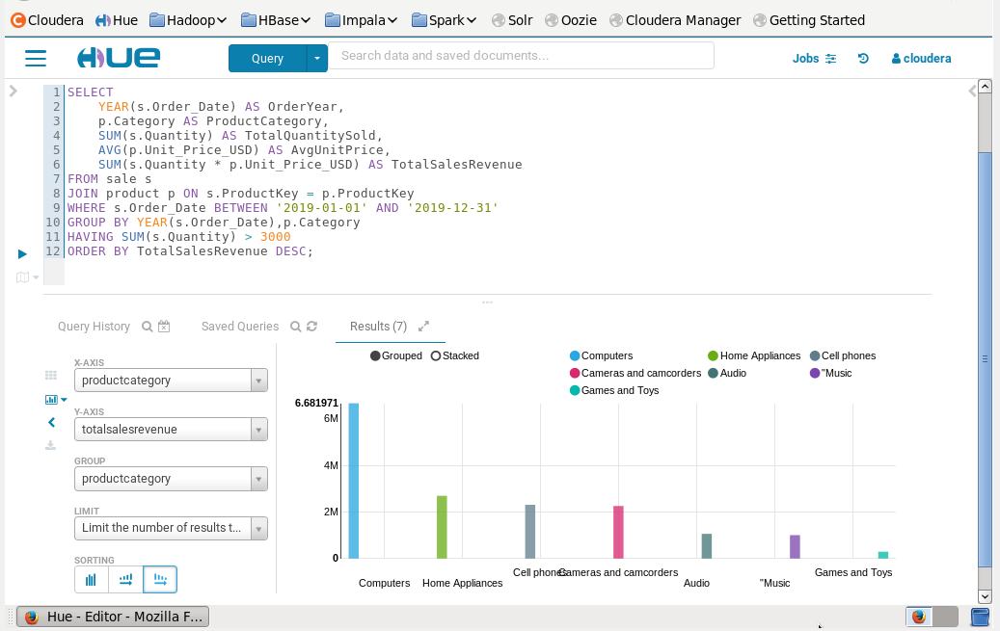 Cloudera Hue Hadoop HBase Impala Spark Solr Oozie Cloudera Manager Getting Started
HUE Query Search data and saved documents... Jobs cloudera
1 SELECT
2 YEAR(s.Order_Date) AS OrderYear,
3 p.Category AS ProductCategory,
4 SUM(s.Quantity) AS TotalQuantitySold,
5 AVG(p.Unit_Price_USD) AS AvgUnitPrice,
6 SUM(s.Quantity * p.Unit_Price_USD) AS TotalSalesRevenue
7 FROM sale s
8 JOIN product p ON s.ProductKey = p.ProductKey
9 WHERE s.Order_Date BETWEEN '2019-01-01' AND '2019-12-31'
10 GROUP BY YEAR(s.Order_Date),p.Category
11 HAVING SUM(s.Quantity) > 3000
12 ORDER BY TotalSalesRevenue DESC;
Query History Saved Queries Results (7)
X-AXIS
productcategory
Y-AXIS
totalsalesrevenue
GROUP
productcategory
LIMIT
Limit the number of results t...
SORTING
Grouped Stacked
Computers Home Appliances Cell phones
Cameras and camcorders Audio "Music
Games and Toys
6.681971
6M
4M
2M
0
Cell phones Cameras and camcorders Games and Toys
Computers Home Appliances Audio "Music
Hue - Editor - Mozilla F...